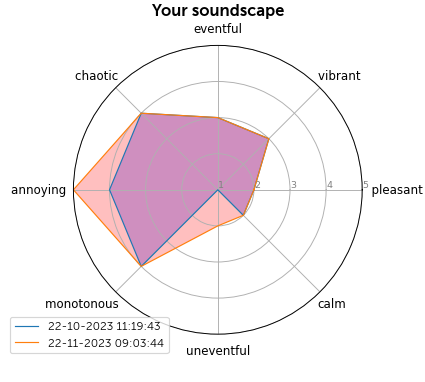 Your soundscape
eventful
chaotic
vibrant
annoying
1 2 3 4 5
pleasant
monotonous
calm
uneventful
22-10-2023 11:19:43
22-11-2023 09:03:44